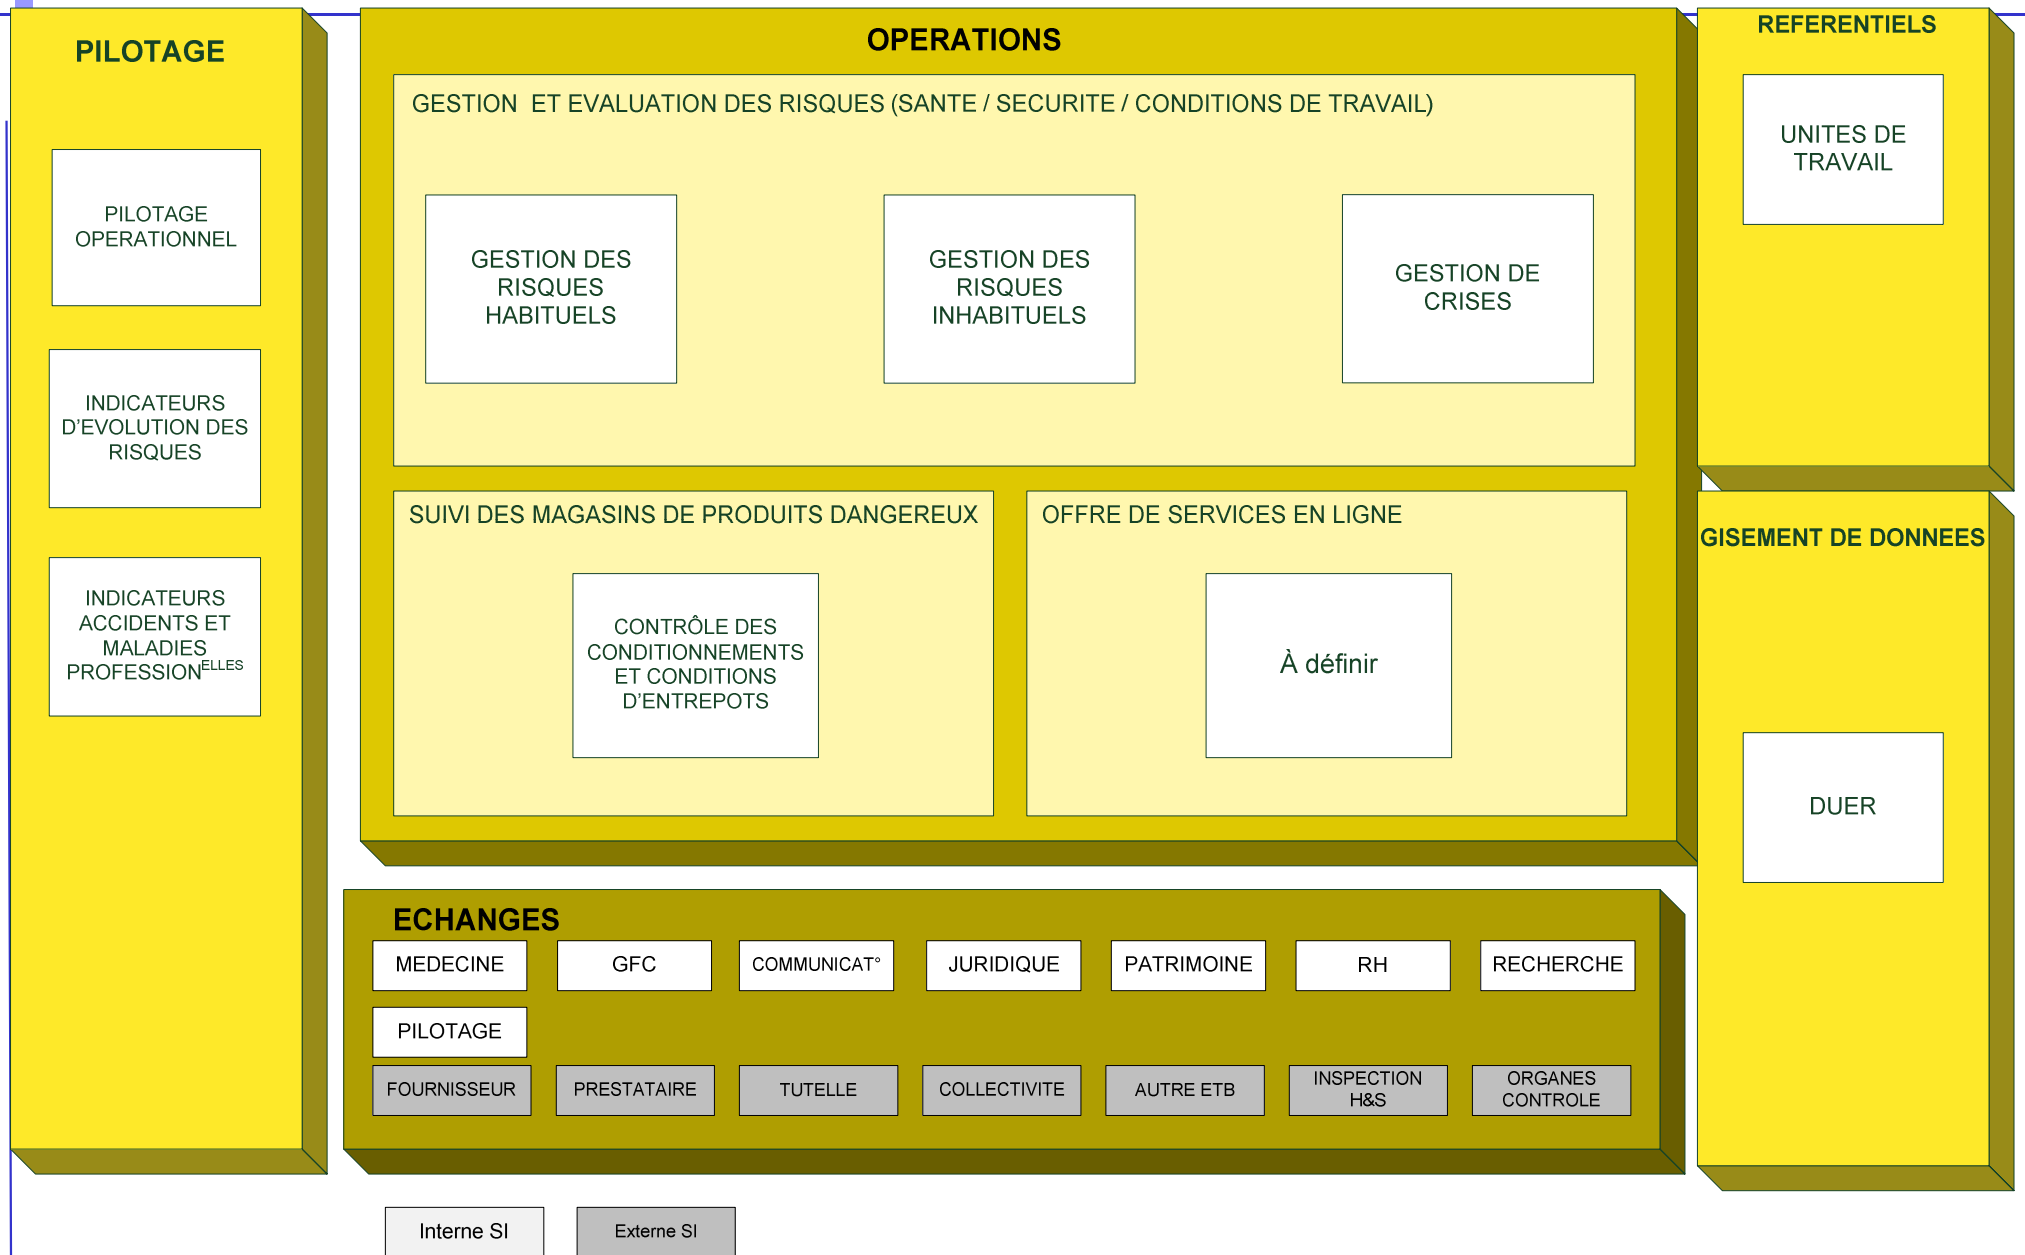 PILOTAGE
PILOTAGE
OPERATIONNEL
INDICATEURS
D’EVOLUTION DES
RISQUES
INDICATEURS
ACCIDENTS ET
MALADIES
PROFESSIONELLES
OPERATIONS
GESTION  ET EVALUATION DES RISQUES (SANTE / SECURITE / CONDITIONS DE TRAVAIL)
GESTION DES
RISQUES
HABITUELS
GESTION DES
RISQUES
INHABITUELS
GESTION DE
CRISES
SUIVI DES MAGASINS DE PRODUITS DANGEREUX
CONTRÔLE DES
CONDITIONNEMENTS
ET CONDITIONS
D’ENTREPOTS
OFFRE DE SERVICES EN LIGNE
À définir
RÉFERENTIELS
UNITES DE
TRAVAIL
GISEMENT DE DONNEES
DUER
ECHANGES
MEDECINE
GFC
COMMUNICAT°
JURIDIQUE
PATRIMOINE
RH
RECHERCHE
PILOTAGE
FOURNISSEUR
PRESTATAIRE
TUTELLE
COLLECTIVITE
AUTRE ETB
INSPECTION
H&S
ORGANES
CONTROLE
Interne SI
Externe SI